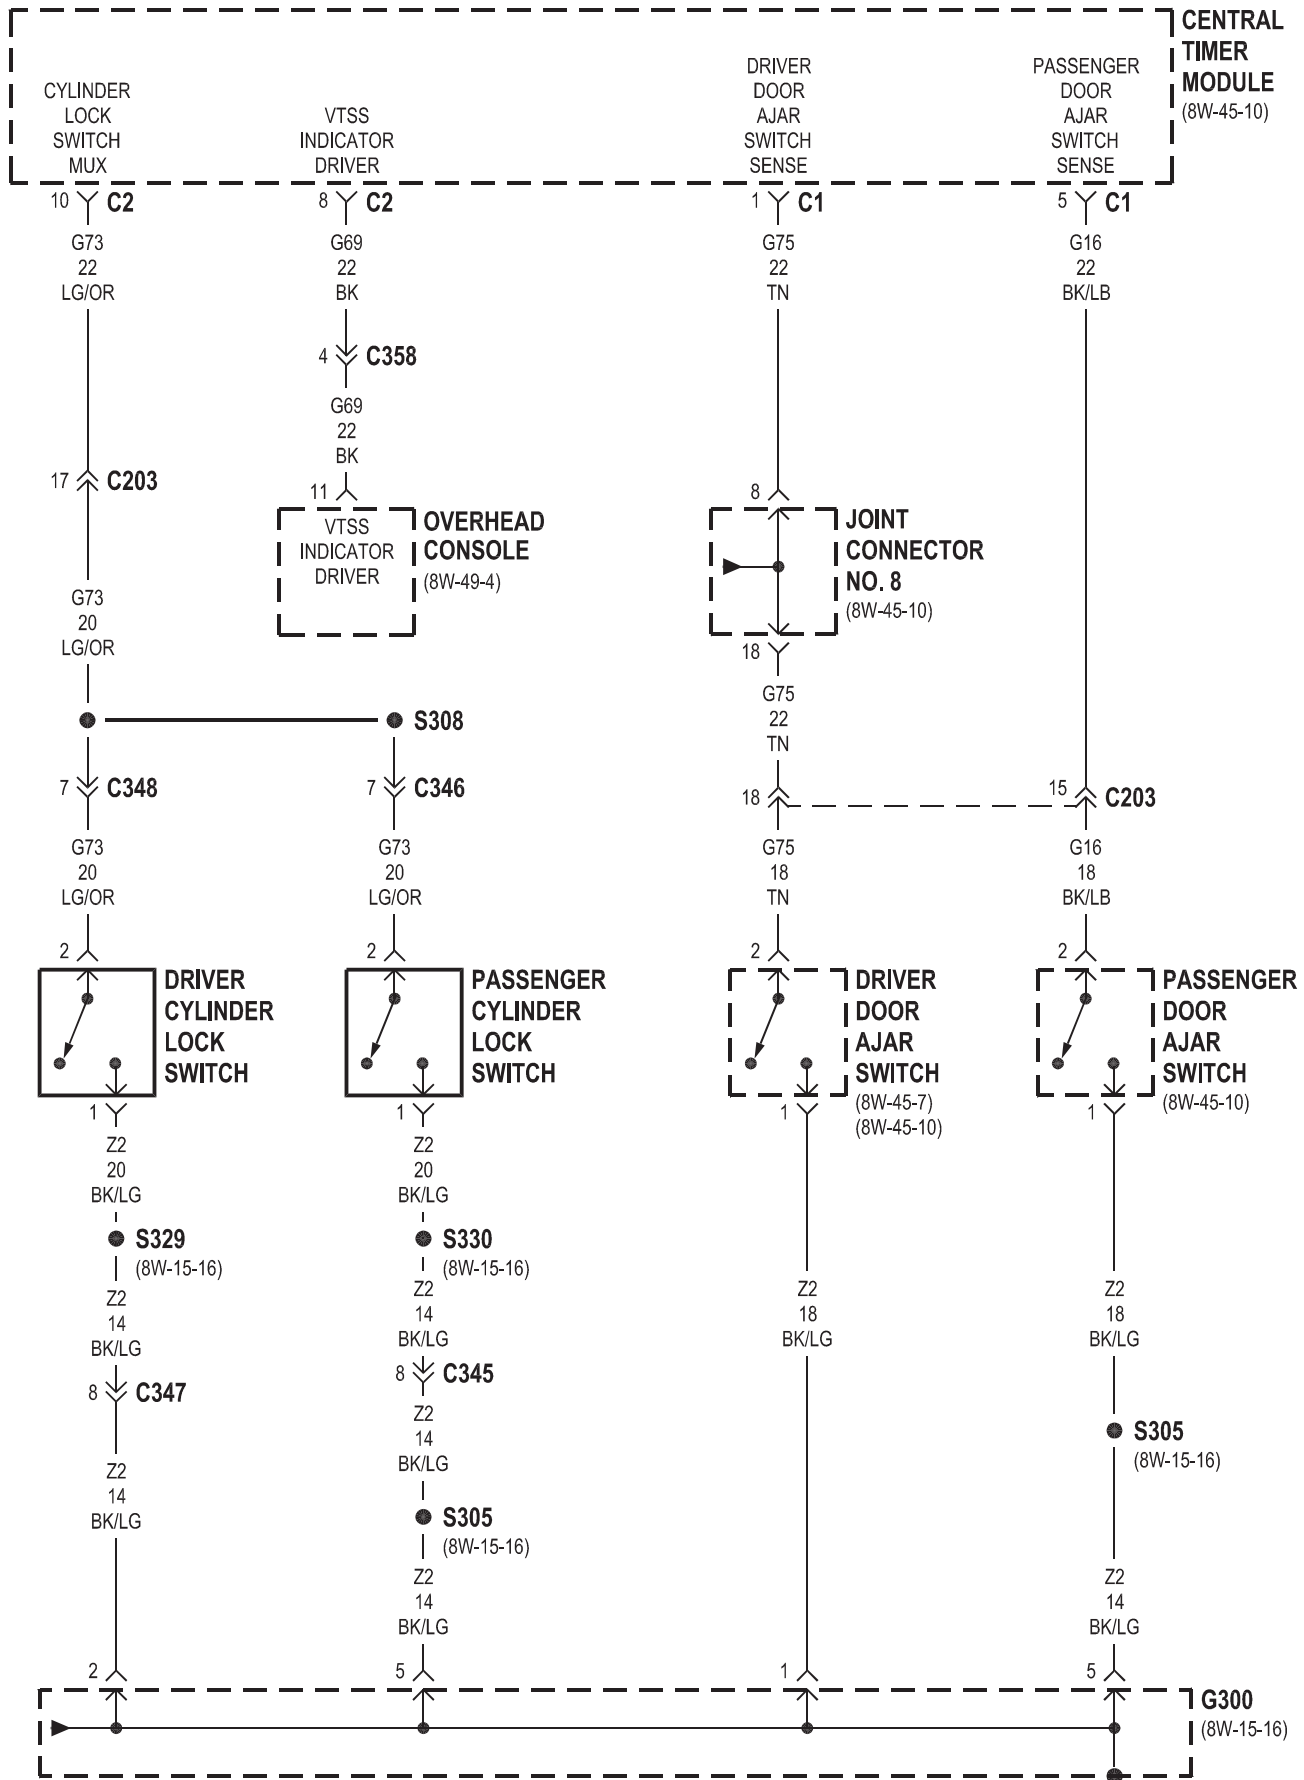 CENTRAL
TIMER
MODULE
(8W-45-10)
CYLINDER
LOCK
SWITCH
MUX
VTSS
INDICATOR
DRIVER
DRIVER
DOOR
AJAR
SWITCH
SENSE
PASSENGER
DOOR
AJAR
SWITCH
SENSE
10 C2
8 C2
1 C1
5 C1
G73
22
LG/OR
G69
22
BK
G75
22
TN
G16
22
BK/LB
4 C358
G69
22
BK
17 C203
11
VTSS
INDICATOR
DRIVER
OVERHEAD
CONSOLE
(8W-49-4)
8
JOINT
CONNECTOR
NO. 8
(8W-45-10)
18
G73
20
LG/OR
G75
22
TN
S308
7 C348
7 C346
18
15 C203
G73
20
LG/OR
G73
20
LG/OR
G75
18
TN
G16
18
BK/LB
2
DRIVER
CYLINDER
LOCK
SWITCH
1
2
PASSENGER
CYLINDER
LOCK
SWITCH
1
2
DRIVER
DOOR
AJAR
SWITCH
(8W-45-7)
(8W-45-10)
1
2
PASSENGER
DOOR
AJAR
SWITCH
(8W-45-10)
1
Z2
20
BK/LG
Z2
20
BK/LG
S329
(8W-15-16)
S330
(8W-15-16)
Z2
14
BK/LG
Z2
14
BK/LG
Z2
18
BK/LG
Z2
18
BK/LG
8 C347
8 C345
Z2
14
BK/LG
S305
(8W-15-16)
Z2
14
BK/LG
S305
(8W-15-16)
Z2
14
BK/LG
Z2
14
BK/LG
2
5
1
5
G300
(8W-15-16)